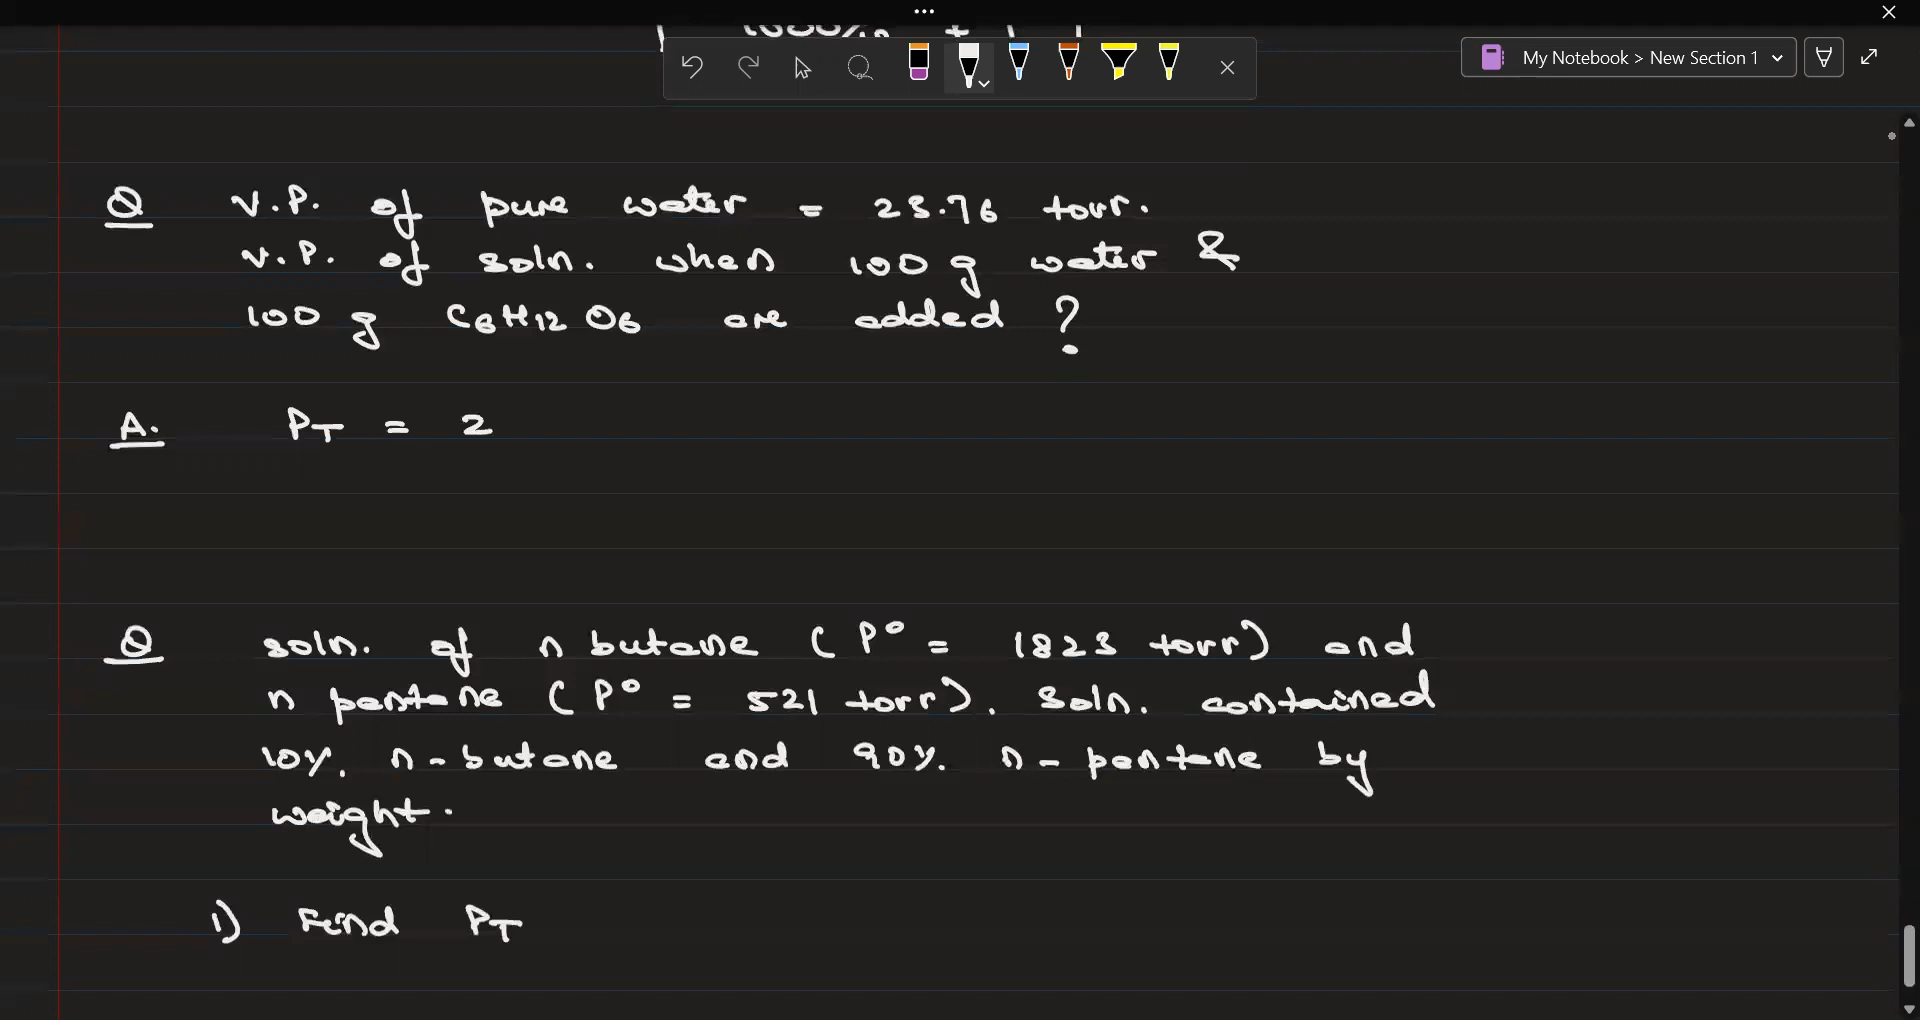 My Notebook > New Section 1
Q V.P. of pure water = 23.76 torr.
V.P. of soln. when 100 g water &
100 g C6H12O6 are added ?
A. PT = 2
Q soln. of n butane (P° = 1823 torr) and
n pentane (P° = 521 torr). Soln. contained
10%. n-butane and 90%. n-pentane by
weight.
1) Find PT